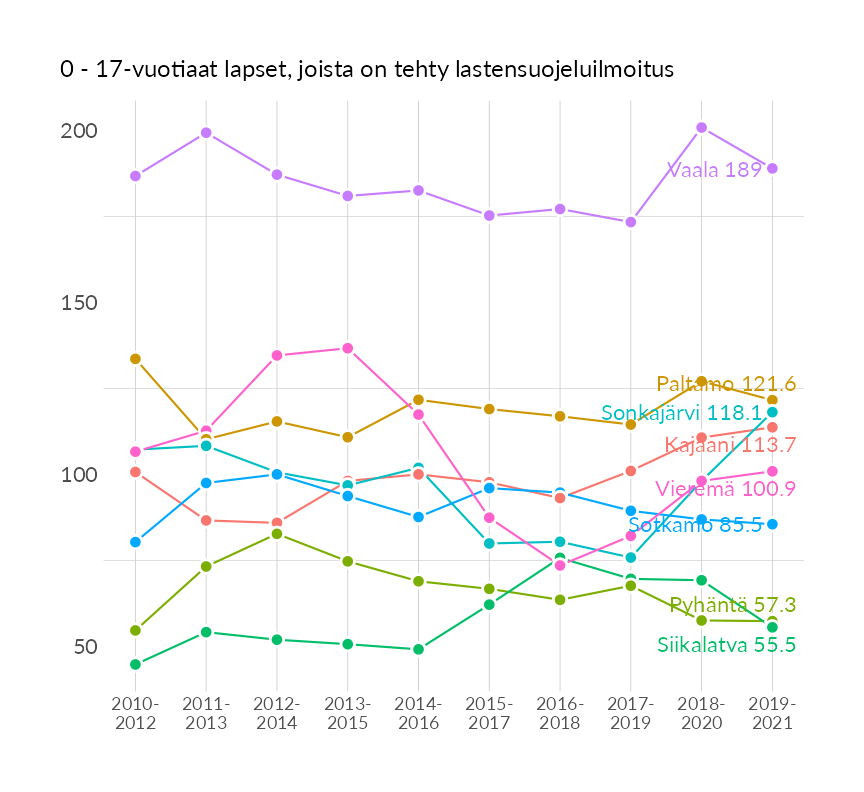 0 - 17-vuotiaat lapset, joista on tehty lastensuojeluilmoitus
200
Vaala 189
150
Paltamo 121.6
Sonkajärvi 118.1
Kajaani 113.7
100
Vieremä 100.9
Sotkamo 85.5
Pyhäntä 57.3
50
Siikalatva 55.5
2010- 2011- 2012- 2013- 2014- 2015- 2016- 2017- 2018- 2019-
2012 2013 2014 2015 2016 2017 2018 2019 2020 2021